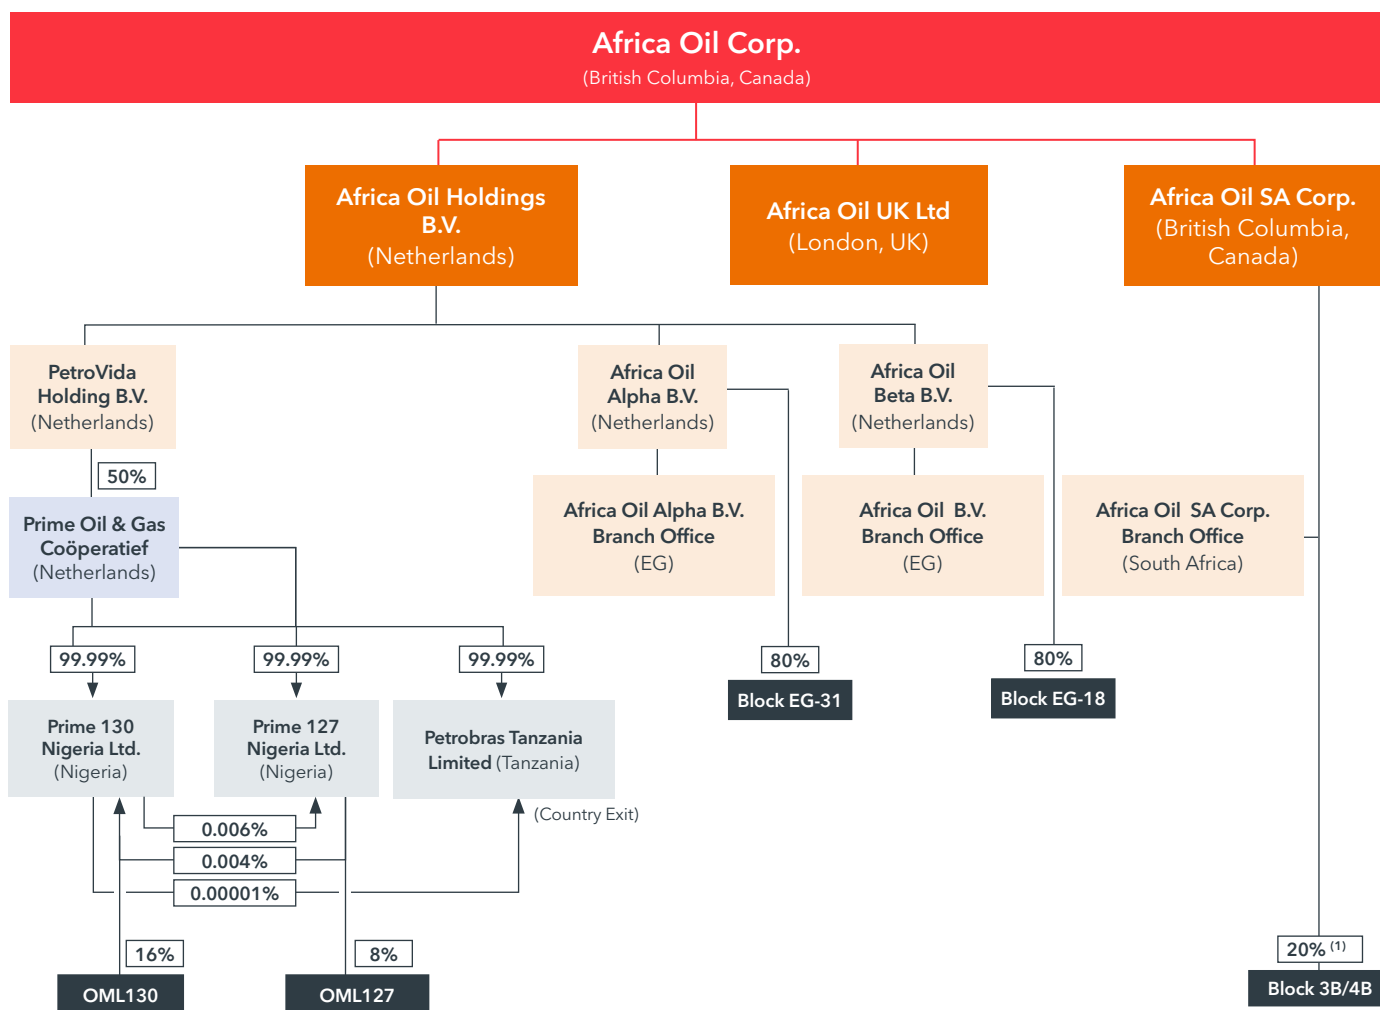 Africa Oil Corp.
(British Columbia, Canada)
Africa Oil Holdings
B.V.
(Netherlands)
Africa Oil UK Ltd
(London, UK)
Africa Oil SA Corp.
(British Columbia,
Canada)
PetroVida
Holding B.V.
(Netherlands)
Africa Oil
Alpha B.V.
(Netherlands)
Africa Oil
Beta B.V.
(Netherlands)
50%
Prime Oil & Gas
Coöperatief
(Netherlands)
Africa Oil Alpha B.V.
Branch Office
(EG)
Africa Oil  B.V.
Branch Office
(EG)
Africa Oil  SA Corp.
Branch Office
(South Africa)
99.99%
99.99%
99.99%
80%
80%
Block EG-31
Block EG-18
Prime 130
Nigeria Ltd.
(Nigeria)
Prime 127
Nigeria Ltd.
(Nigeria)
Petrobras Tanzania
Limited (Tanzania)
(Country Exit)
0.006%
0.004%
0.00001%
16%
8%
20% (1)
OML130
OML127
Block 3B/4B